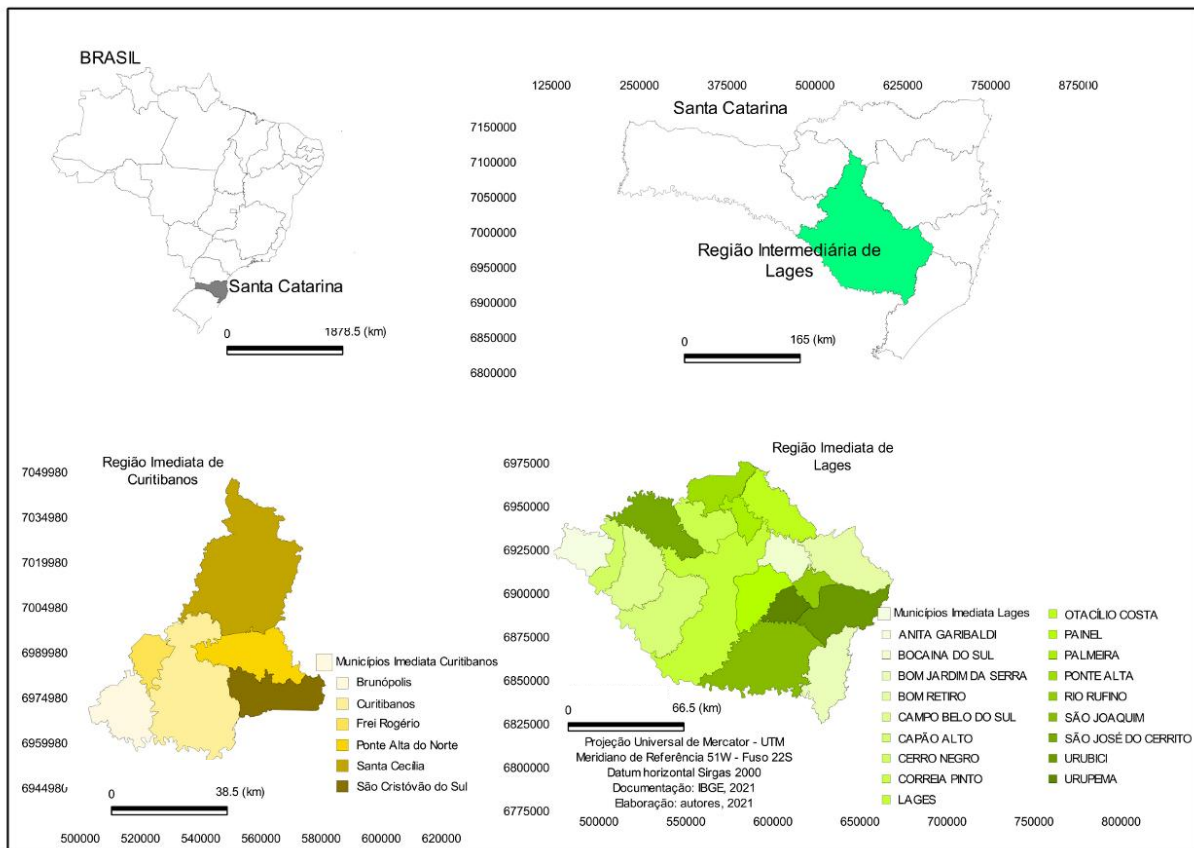 BRASIL
Santa Catarina
0
1878.5 (km)
125000 250000 375000 500000 625000 750000 875000
Santa Catarina
7150000
7100000
7050000
7000000
6950000
6900000
6850000
6800000
Região Intermediária de
Lages
0
165 (km)
Região Imediata de
Curitibanos
7049980
7034980
7019980
7004980
6989980
6974980
6959980
6944980
Municípios Imediata Curitibanos
Brunópolis
Curitibanos
Frei Rogério
Ponte Alta do Norte
Santa Cecília
São Cristóvão do Sul
0
38.5 (km)
500000 520000 540000 560000 580000 600000 620000
Região Imediata de
Lages
6975000
6950000
6925000
6900000
6875000
6850000
6825000
6800000
6775000
Municípios Imediata Lages
ANITA GARIBALDI
BOCAINA DO SUL
BOM JARDIM DA SERRA
BOM RETIRO
CAMPO BELO DO SUL
CAPÃO ALTO
CERRO NEGRO
CORREIA PINTO
LAGES
OTACÍLIO COSTA
PAINEL
PALMEIRA
PONTE ALTA
RIO RUFINO
SÃO JOAQUIM
SÃO JOSÉ DO CERRITO
URUBICI
URUPEMA
0
66.5 (km)
Projeção Universal de Mercator - UTM
Meridiano de Referência 51W - Fuso 22S
Datum horizontal Sirgas 2000
Documentação: IBGE, 2021
Elaboração: autores, 2021
500000 550000 600000 650000 700000 750000 800000